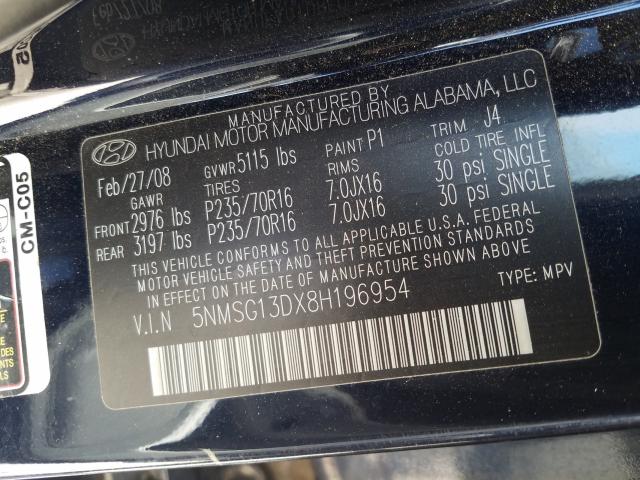 MANUFACTURED BY
HYUNDAI MOTOR MANUFACTURING ALABAMA, LLC
Feb/27/08 GVWR 5115 lbs PAINT P1 TRIM J4
GAWR TIRES RIMS COLD TIRE INFL
FRONT 2976 lbs P235/70R16 7.0JX16 30 psi SINGLE
REAR 3197 lbs P235/70R16 7.0JX16 30 psi SINGLE
THIS VEHICLE CONFORMS TO ALL APPLICABLE U.S.A. FEDERAL
MOTOR VEHICLE SAFETY AND THEFT PREVENTION STANDARDS
IN EFFECT ON THE DATE OF MANUFACTURE SHOWN ABOVE
V.I.N 5NMSG13DX8H196954 TYPE: MPV
CM-C05